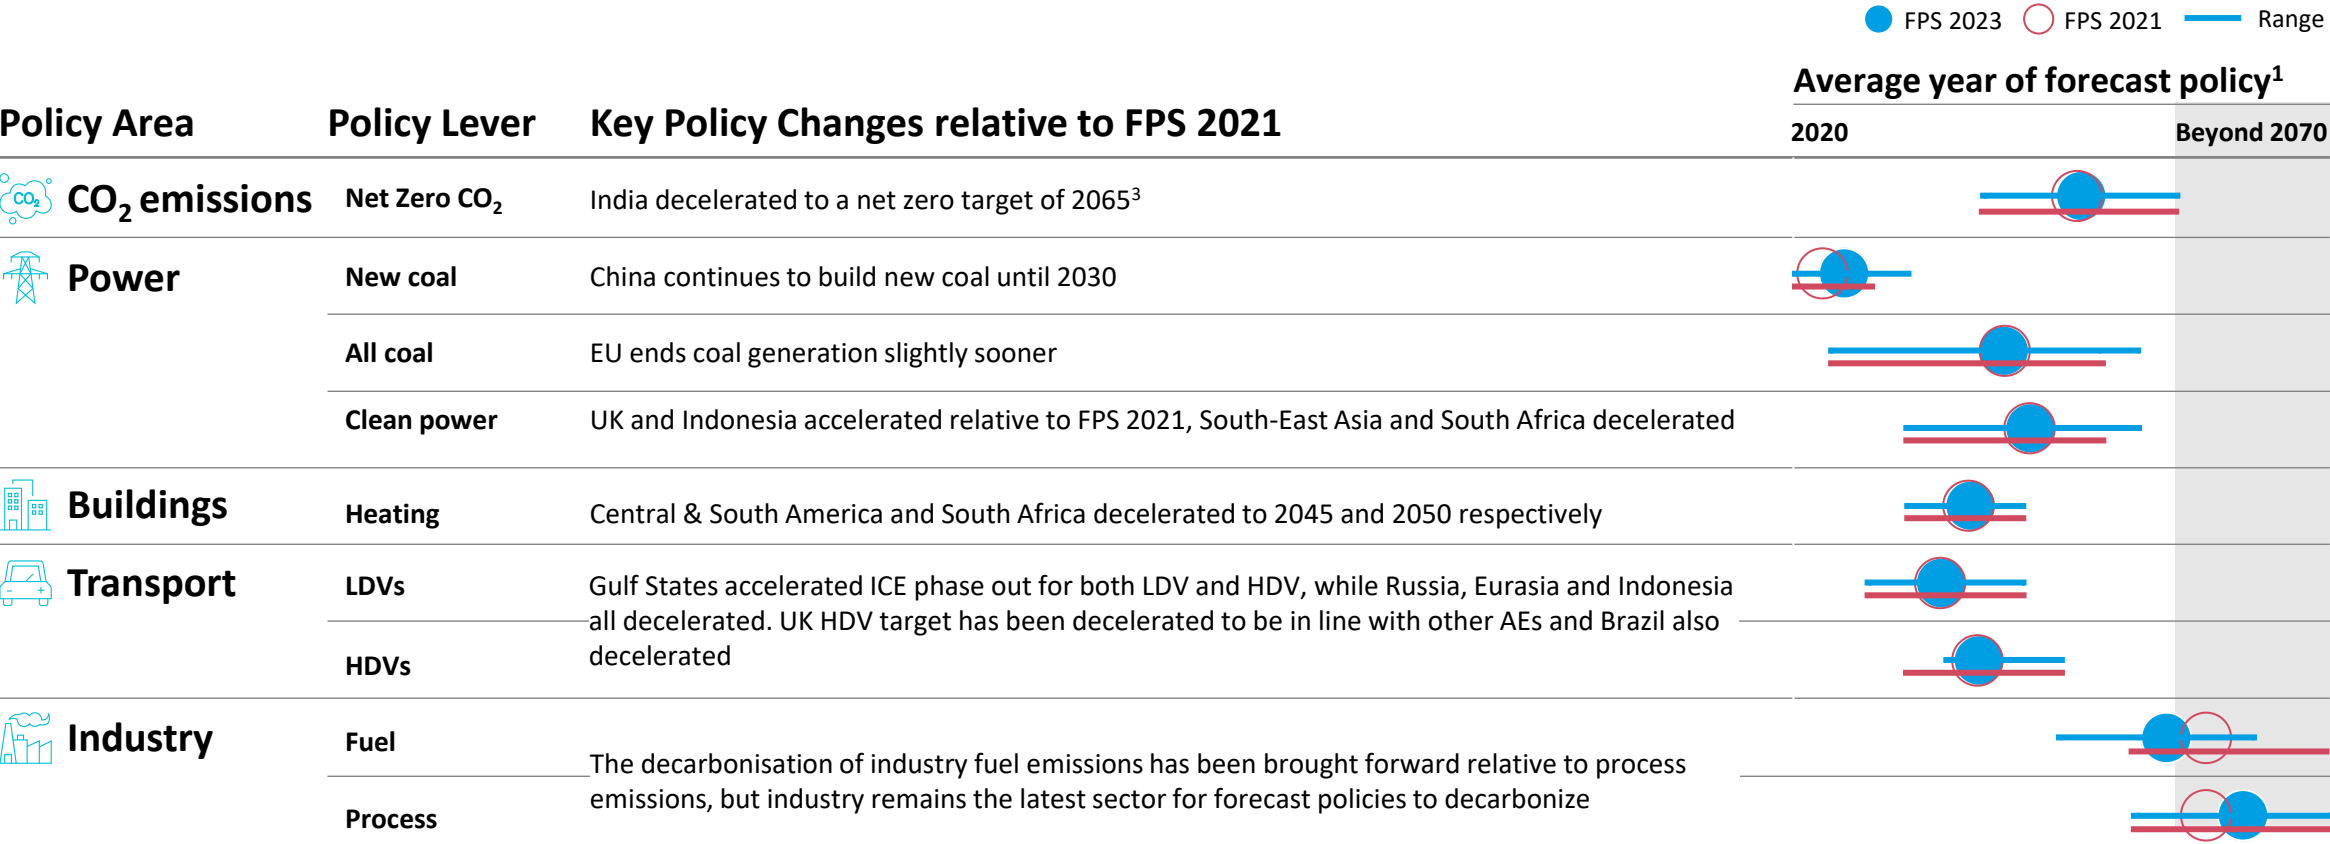 FPS 2023 FPS 2021 Range
Average year of forecast policy¹
Policy Area Policy Lever Key Policy Changes relative to FPS 2021
2020 Beyond 2070
CO₂ CO₂ emissions Net Zero CO₂ India decelerated to a net zero target of 2065³
Power New coal China continues to build new coal until 2030
All coal EU ends coal generation slightly sooner
Clean power UK and Indonesia accelerated relative to FPS 2021, South-East Asia and South Africa decelerated
Buildings Heating Central & South America and South Africa decelerated to 2045 and 2050 respectively
Transport LDVs Gulf States accelerated ICE phase out for both LDV and HDV, while Russia, Eurasia and Indonesia
all decelerated. UK HDV target has been decelerated to be in line with other AEs and Brazil also
HDVs decelerated
Industry Fuel
The decarbonisation of industry fuel emissions has been brought forward relative to process
emissions, but industry remains the latest sector for forecast policies to decarbonize
Process